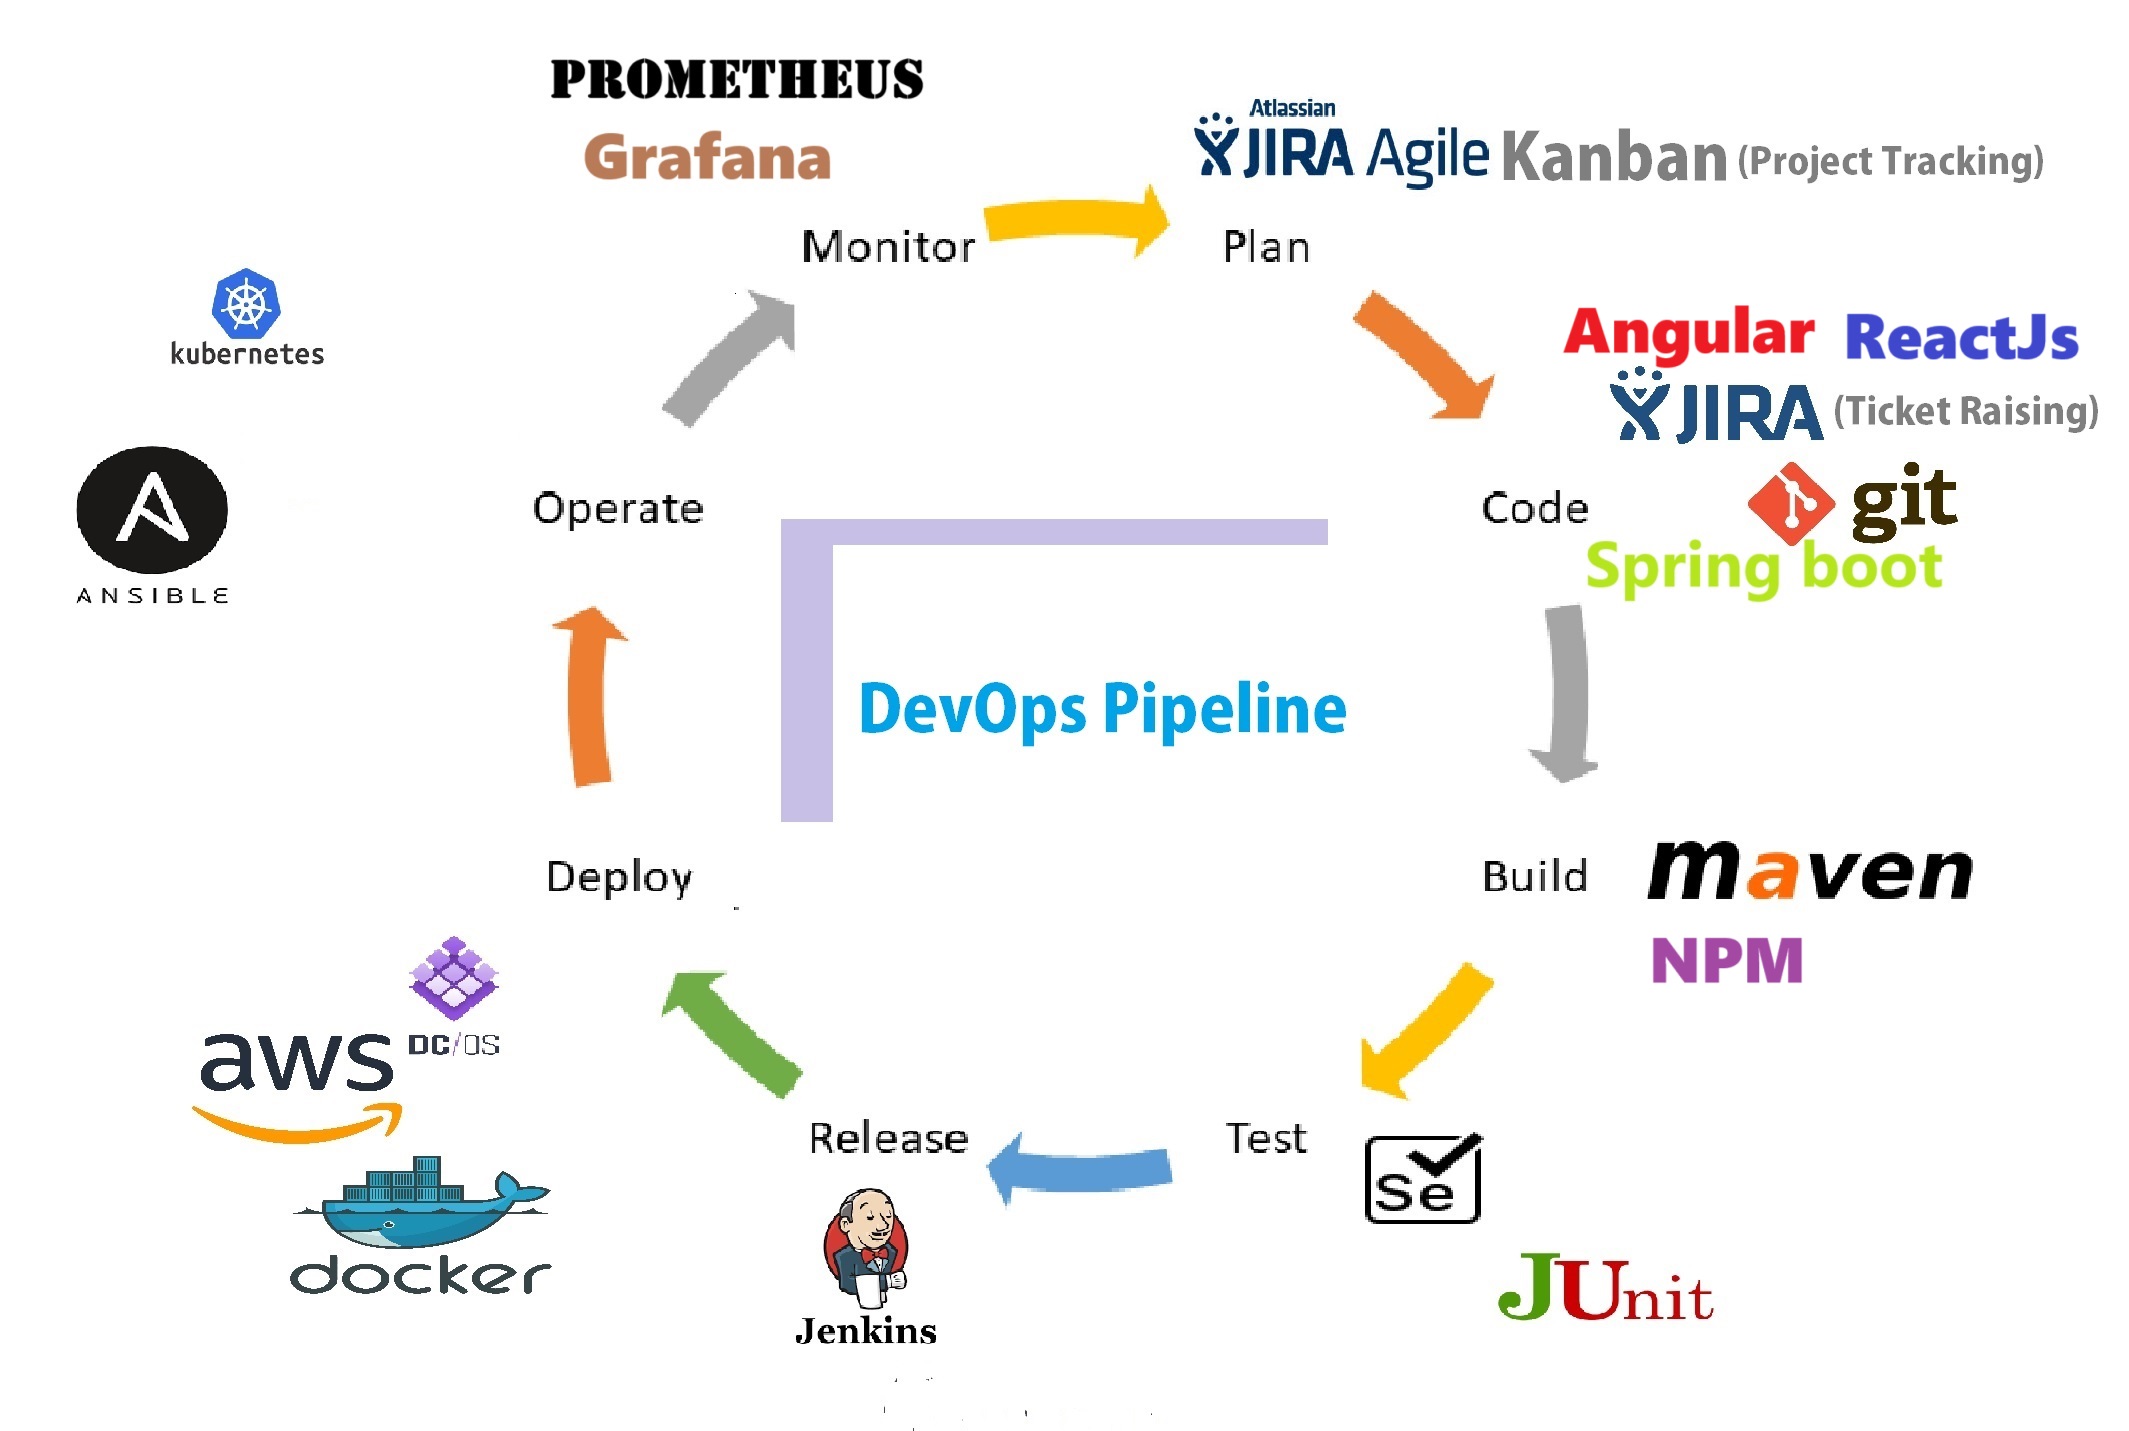 PROMETHEUS
Grafana
Atlassian
JIRA Agile Kanban (Project Tracking)
Monitor
Plan
kubernetes
Angular ReactJs
JIRA (Ticket Raising)
ANSIBLE
Operate
Code
git
Spring boot
DevOps Pipeline
Deploy
Build
maven
NPM
DC/OS
aws
Release
Test
Se
docker
Jenkins
JUnit